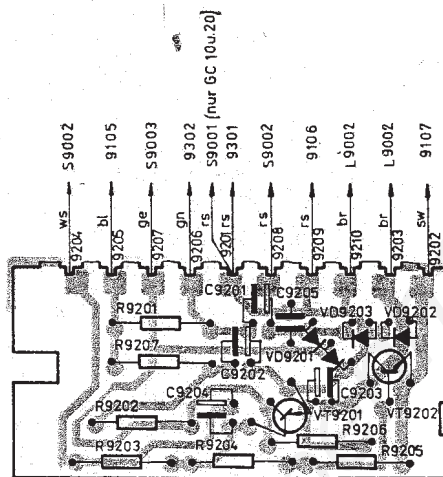 S9002
9105
S9003
9302
S9001 (nur GC 10u.20)
9301
S9002
9106
L9002
L9002
9107
ws
bl
ge
gn
rs
rs
rs
rs
br
br
sw
9204
9205
9207
9206
9201
9208
9209
9210
9203
9202
C9201
C9205
R9201
VD9203
VD9202
R9207
VD9201
C9202
C9204
C9203
R9202
VT9201
VT9202
R9206
R9203
R9204
R9205